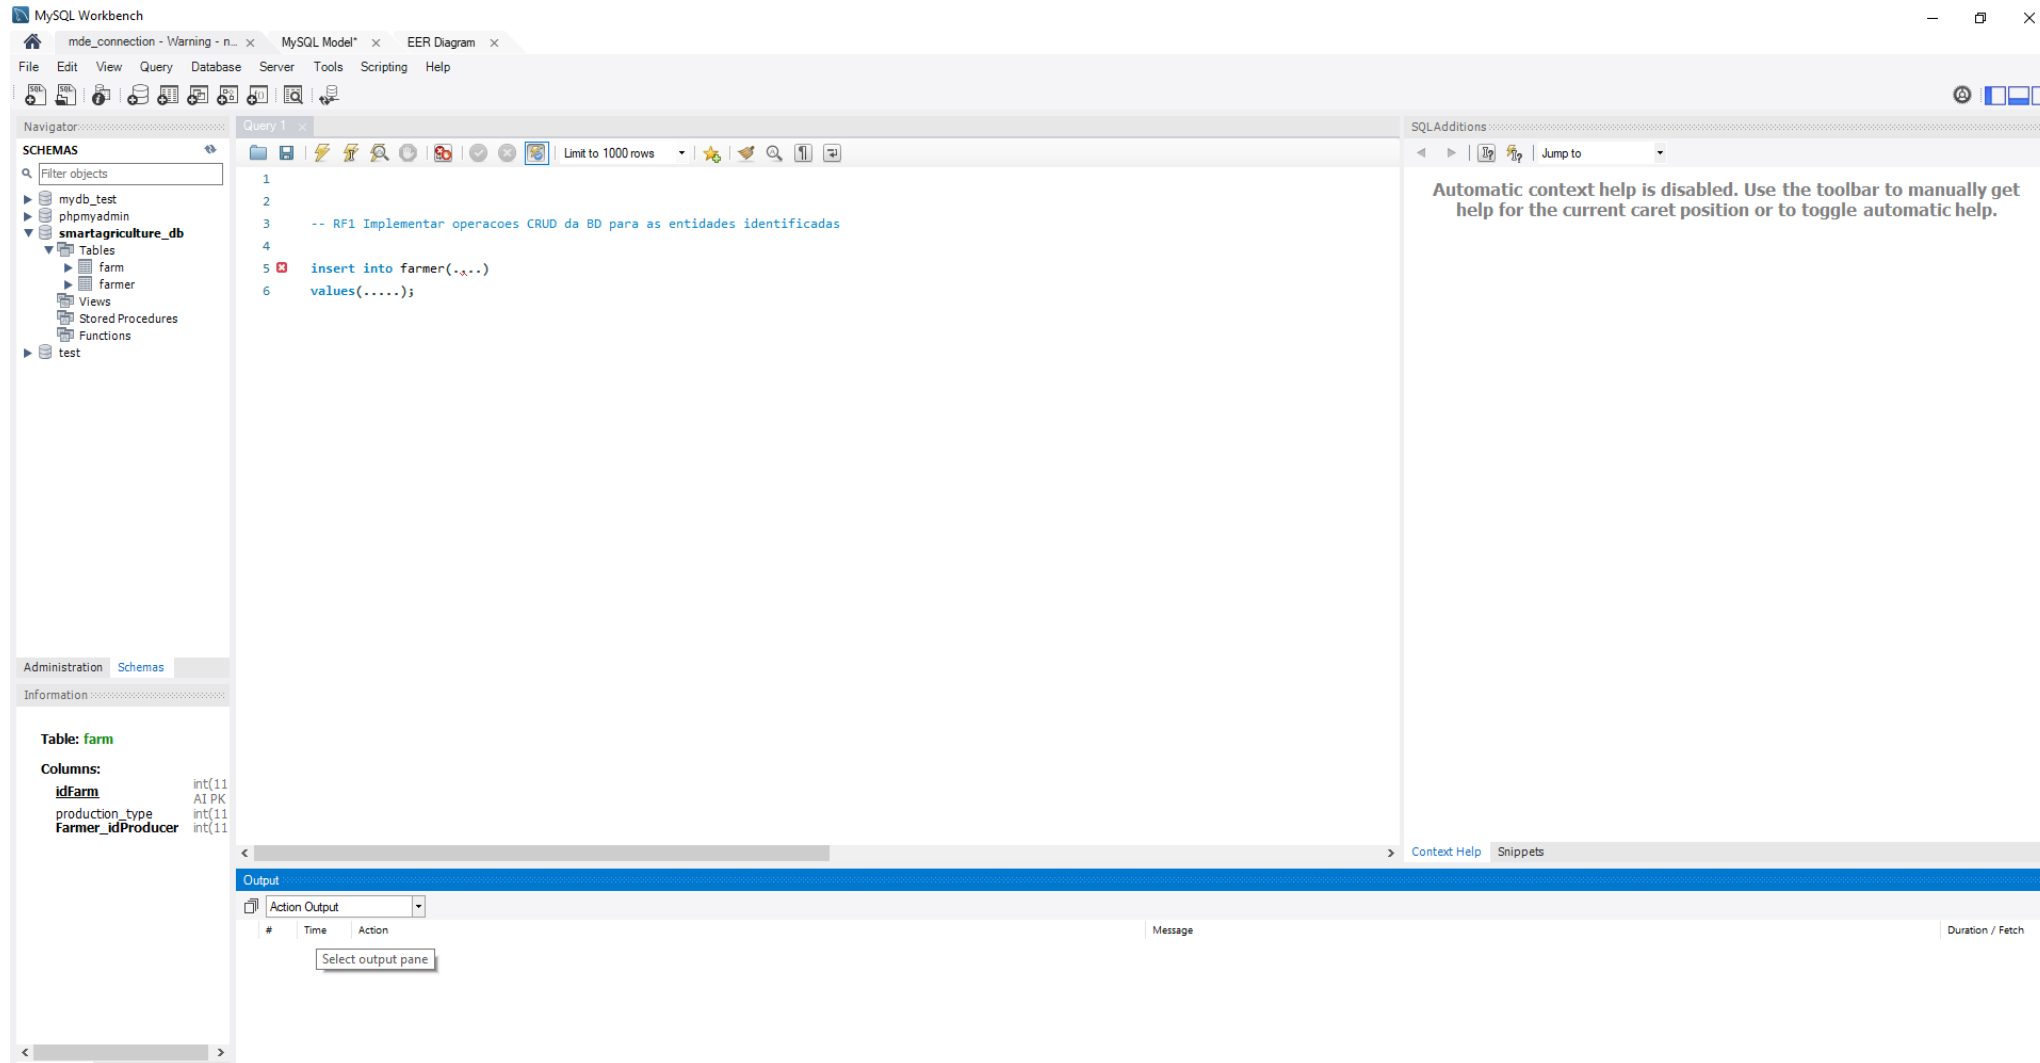 MySQL Workbench
mde_connection - Warning - n...
MySQL Model*
EER Diagram
File Edit View Query Database Server Tools Scripting Help
Navigator
SCHEMAS
Filter objects
mydb_test
phpmyadmin
smartagriculture_db
Tables
farm
farmer
Views
Stored Procedures
Functions
test
Administration Schemas
Information
Table: farm
Columns:
idFarm int(11
AI PK
production_type int(11
Farmer_idProducer int(11
Query 1
Limit to 1000 rows
1
2
3 -- RF1 Implementar operacoes CRUD da BD para as entidades identificadas
4
5 insert into farmer(....)
6 values(.....);
SQLAdditions
Jump to
Automatic context help is disabled. Use the toolbar to manually get
help for the current caret position or to toggle automatic help.
Context Help Snippets
Output
Action Output
# Time Action Message Duration / Fetch
Select output pane